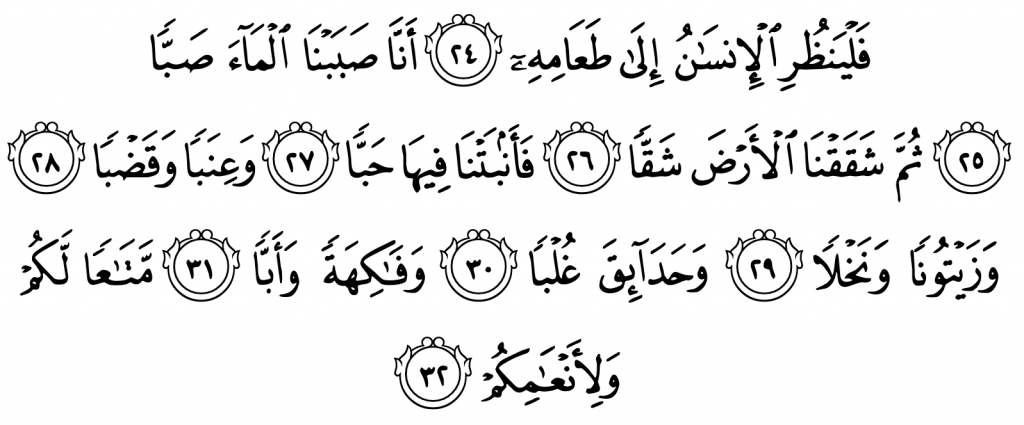 فَلۡيَنظُرِ ٱلۡإِنسَٰنُ إِلَىٰ طَعَامِهِۦٓ ٢٤ أَنَّا صَبَبۡنَا ٱلۡمَآءَ صَبّٗا
٢٥ ثُمَّ شَقَقۡنَا ٱلۡأَرۡضَ شَقّٗا ٢٦ فَأَنۢبَتۡنَا فِيهَا حَبّٗا ٢٧ وَعِنَبٗا وَقَضۡبٗا ٢٨
وَزَيۡتُونٗا وَنَخۡلٗا ٢٩ وَحَدَآئِقَ غُلۡبٗا ٣٠ وَفَٰكِهَةٗ وَأَبّٗا ٣١ مَّتَٰعٗا لَّكُمۡ
وَلِأَنۡعَٰمِكُمۡ ٣٢